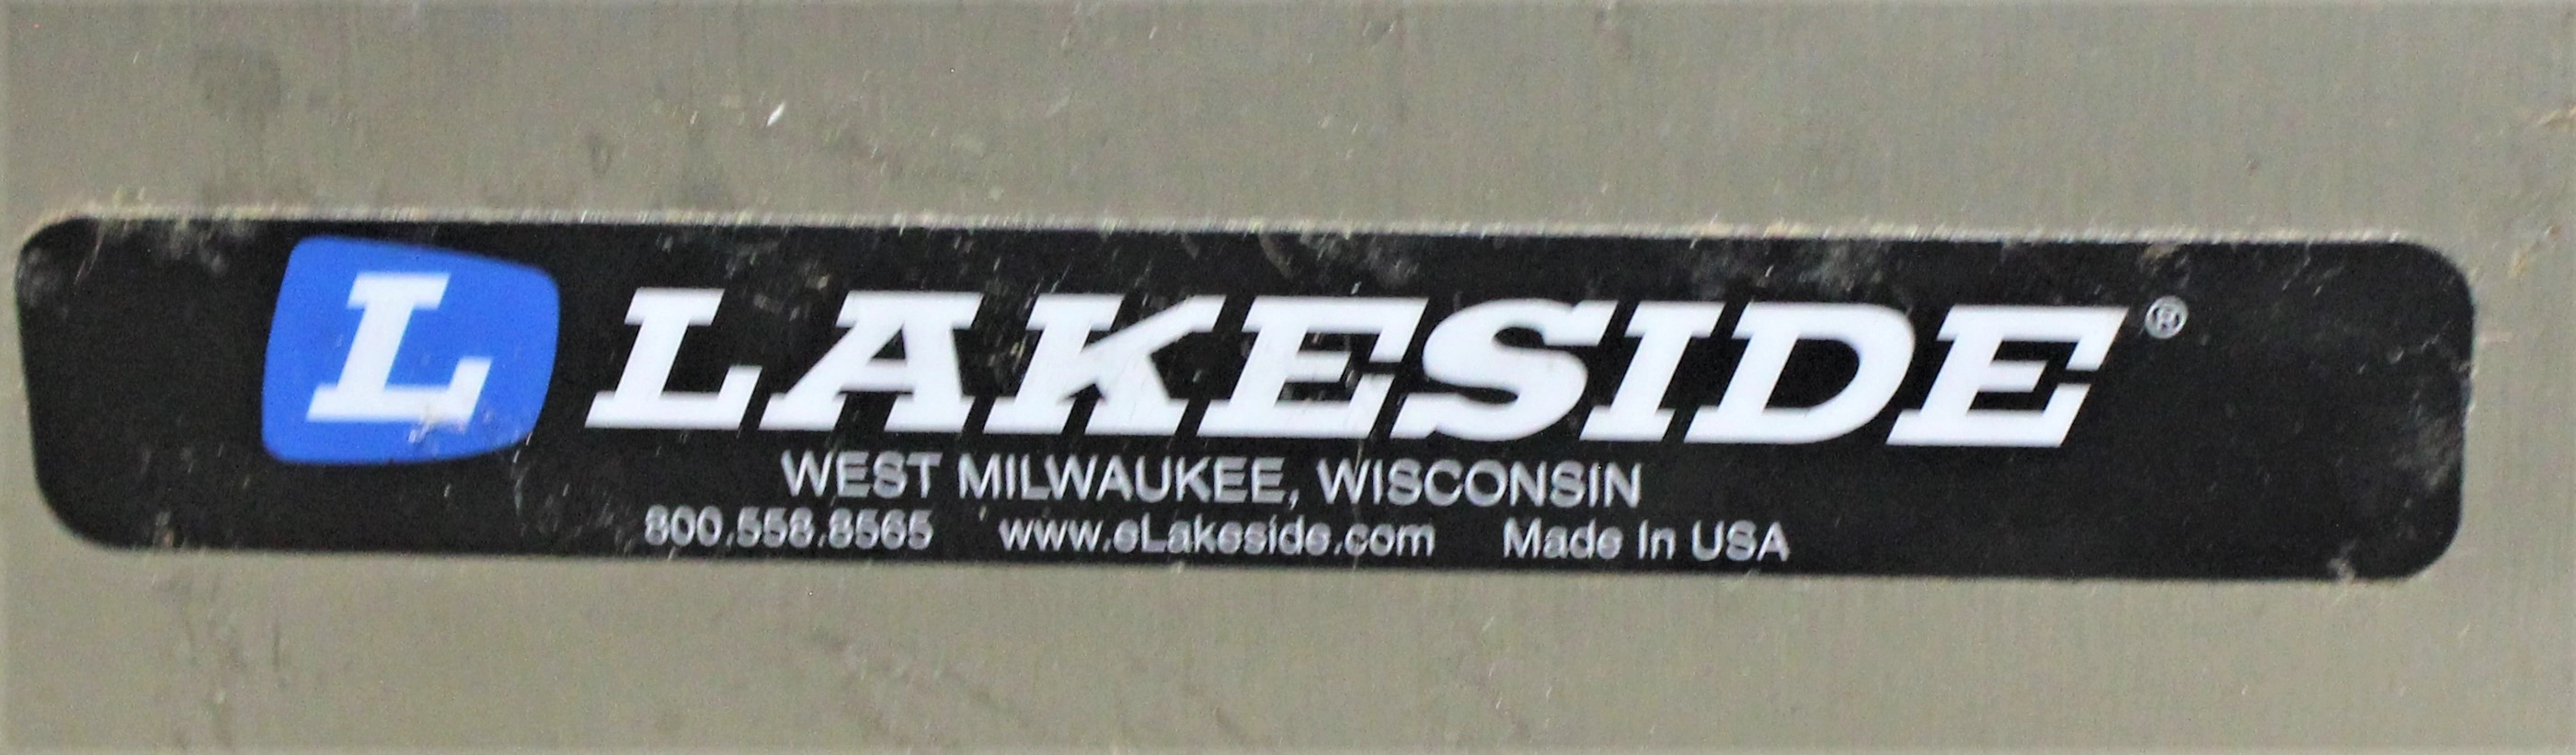 L LAKESIDE®
WEST MILWAUKEE, WISCONSIN
800.558.8565 www.eLakeside.com Made In USA